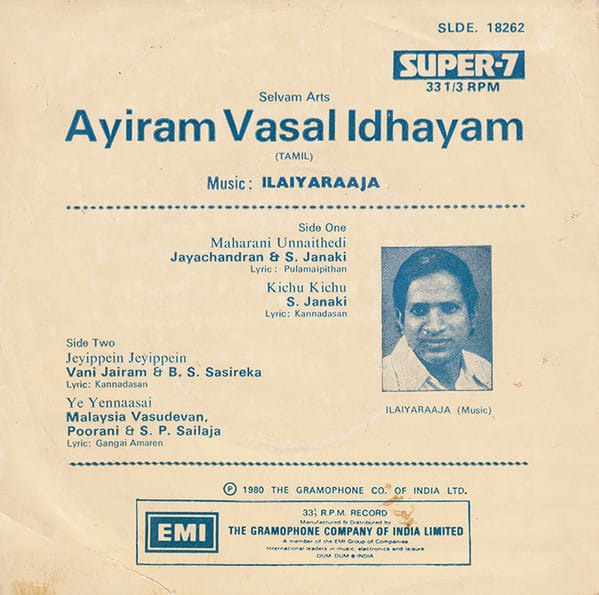 SLDE. 18262
SUPER-7
33 1/3 RPM
Selvam Arts
Ayiram Vasal Idhayam
(TAMIL)
Music: ILAIYARAAJA
Side One
Maharani Unnaithedi
Jayachandran & S. Janaki
Lyric: Pulamaipithan
Kichu Kichu
S. Janaki
Lyric: Kannadasan
Side Two
Jeyippein Jeyippein
Vani Jairam & B. S. Sasireka
Lyric: Kannadasan
Ye Yennaasai
Malaysia Vasudevan,
Poorani & S. P. Sailaja
Lyric: Gangai Amaren
ILAIYARAAJA (Music)
Ⓟ 1980 THE GRAMOPHONE CO. OF INDIA LTD.
EMI
33⅓ R.P.M. RECORD
Manufactured & Distributed by
THE GRAMOPHONE COMPANY OF INDIA LIMITED
A member of the EMI Group of Companies
International leaders in music, electronics and leisure
DUM DUM • INDIA